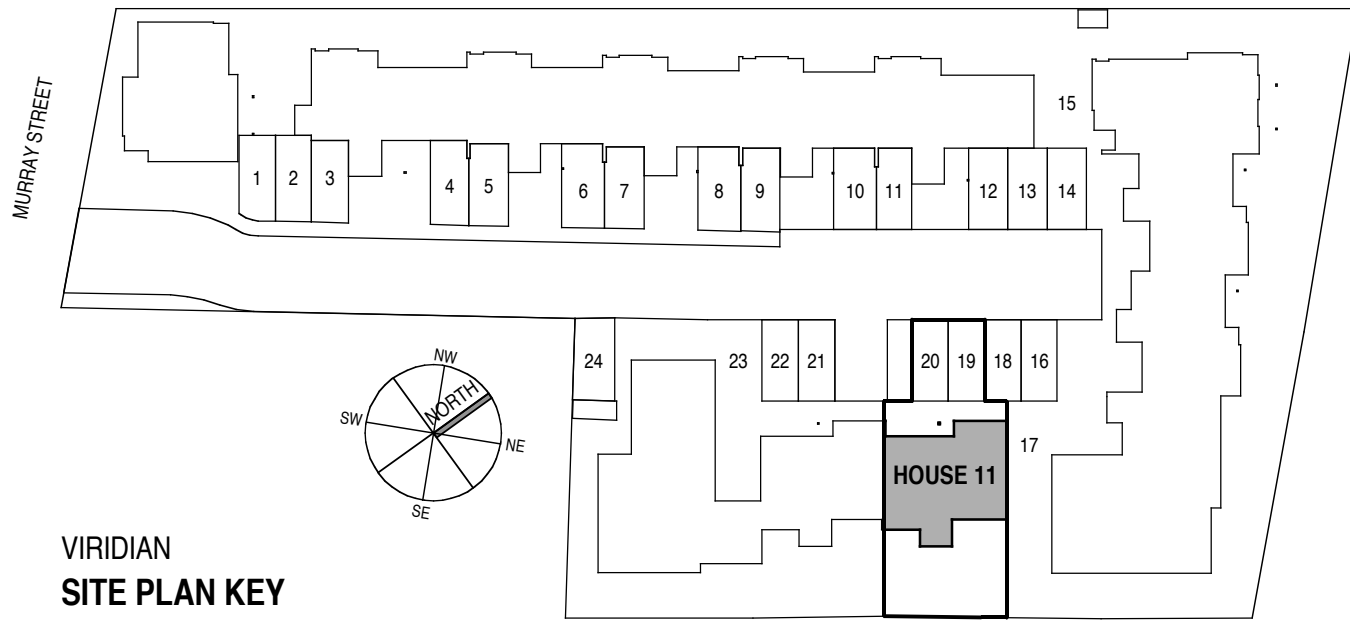 MURRAY STREET
15
1 2 3 4 5 6 7 8 9 10 11 12 13 14
24 23 22 21 20 19 18 16
NW
NORTH
SW
NE
SE
17
HOUSE 11
VIRIDIAN
SITE PLAN KEY